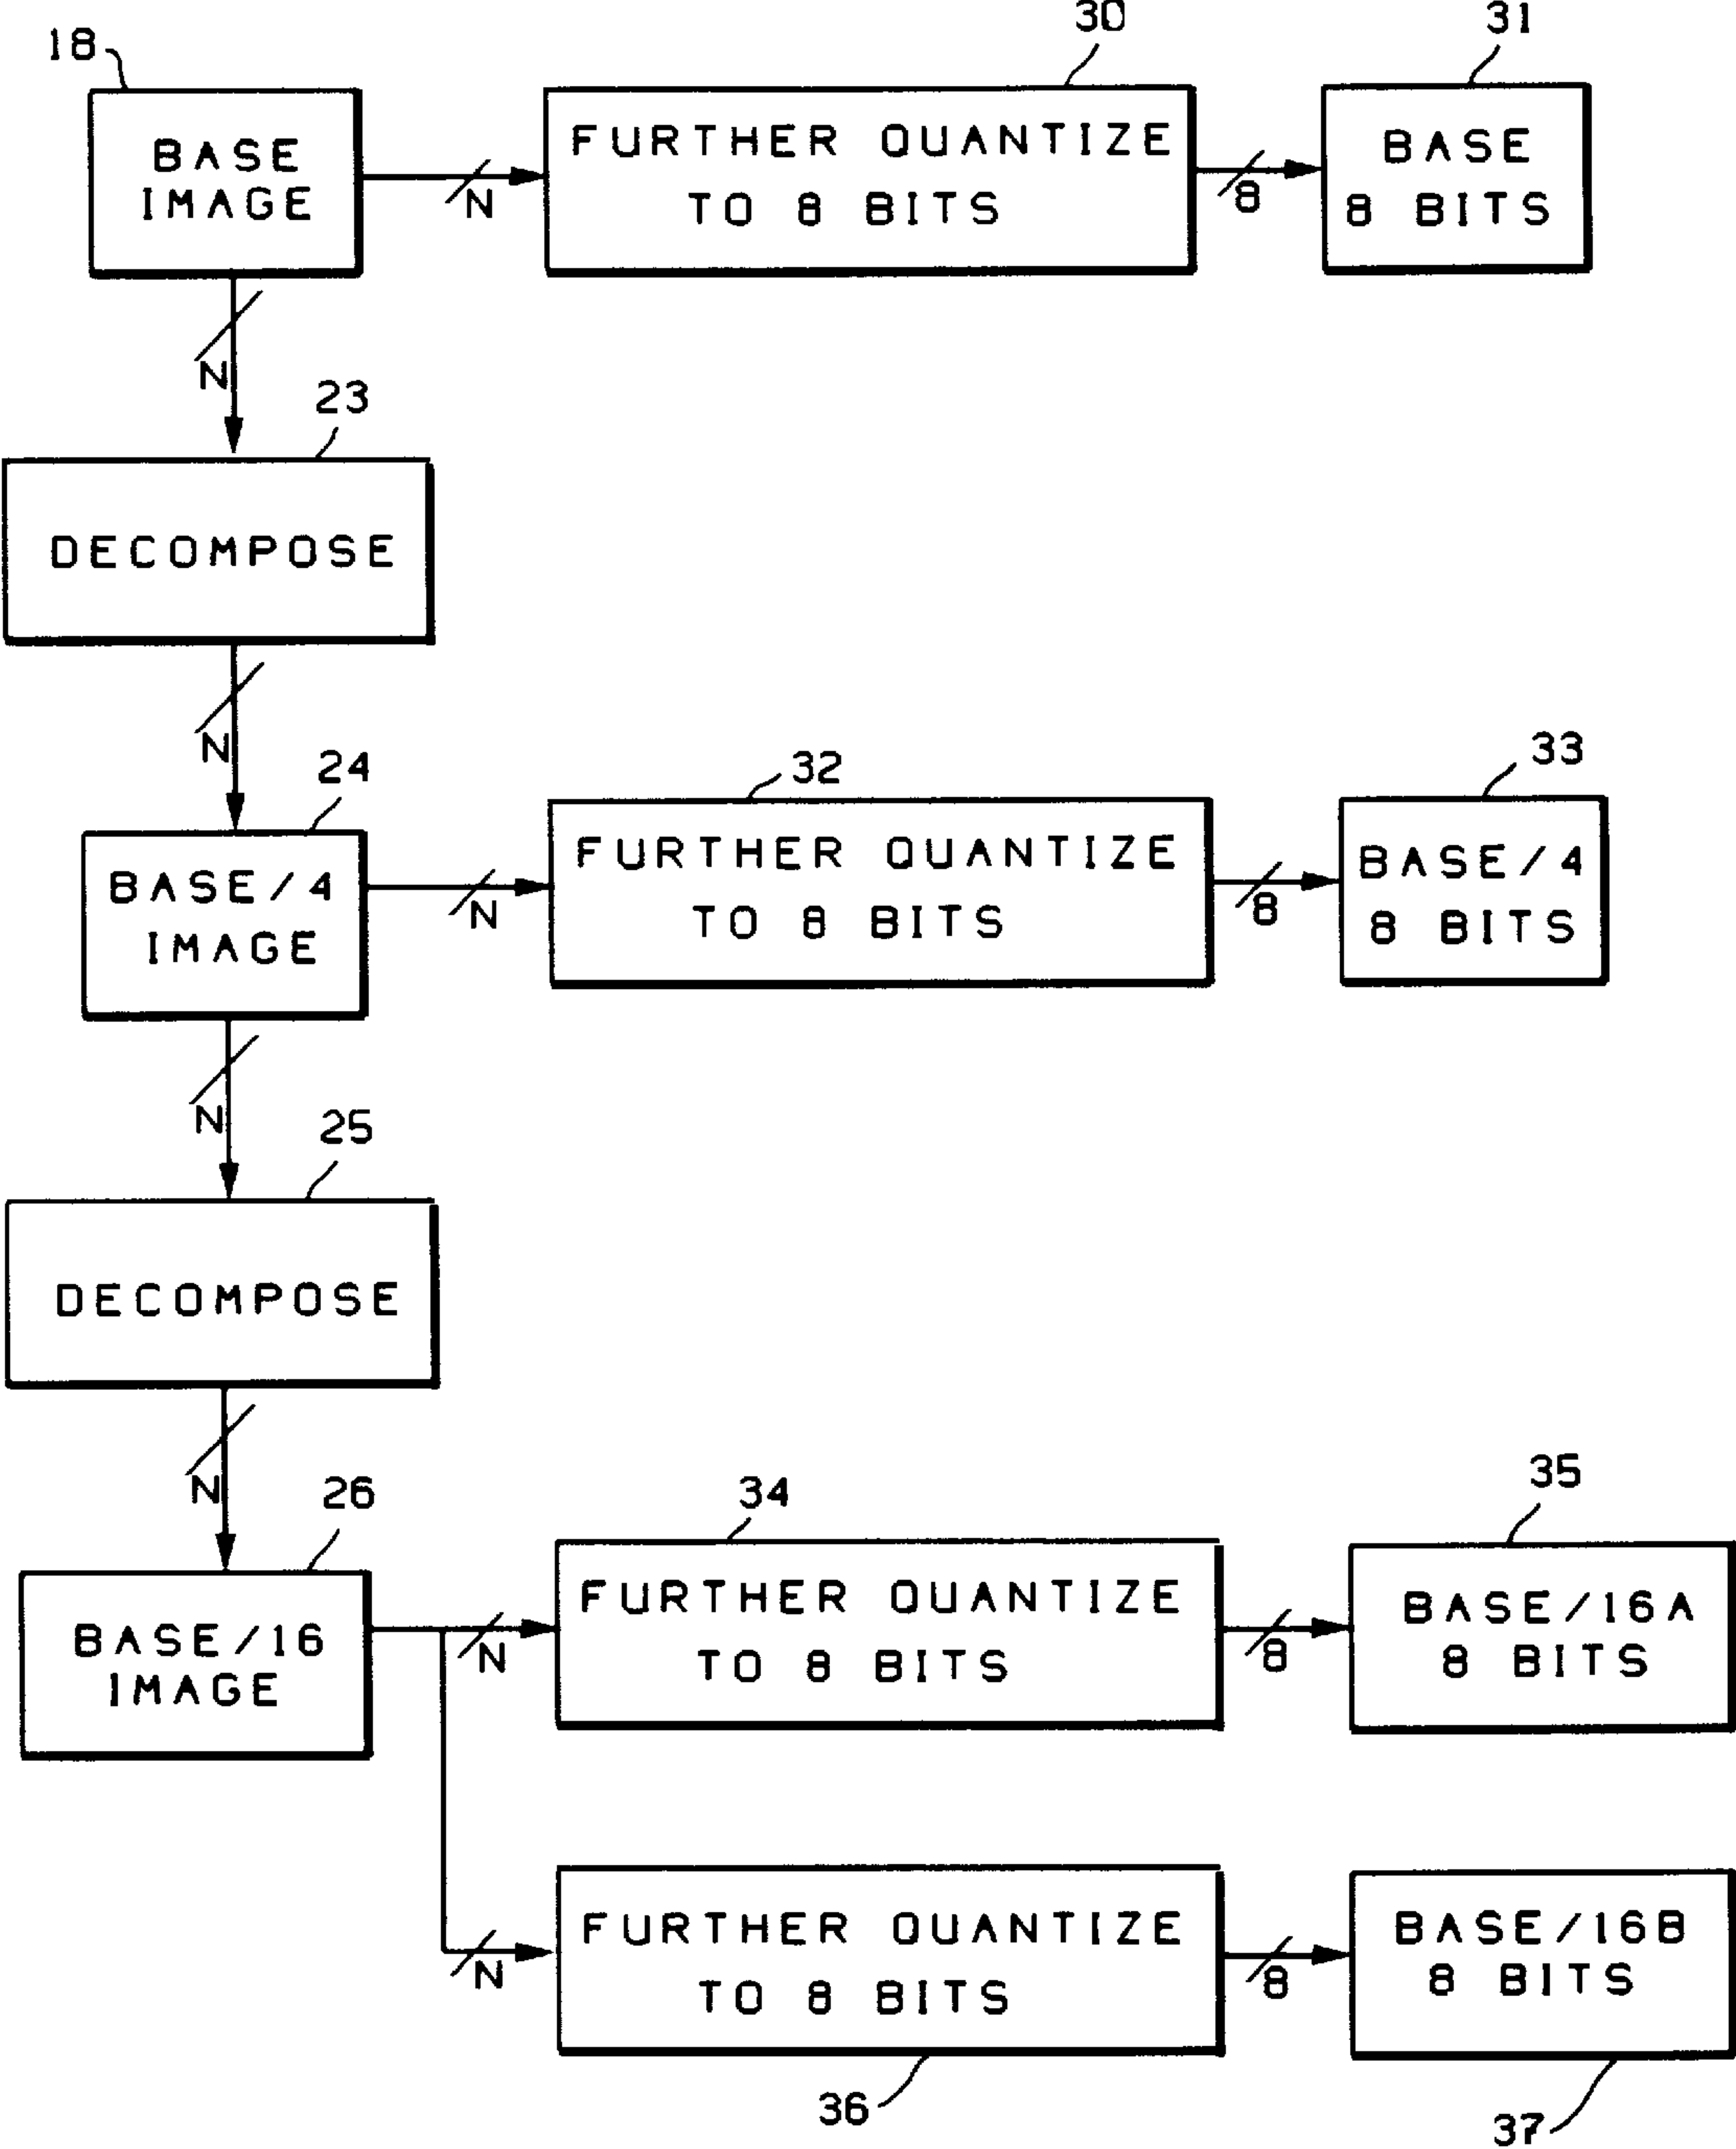 18
30
31
BASE
IMAGE
N
FURTHER QUANTIZE
TO 8 BITS
8
BASE
8 BITS
N
23
DECOMPOSE
N
24
32
33
BASE/4
IMAGE
N
FURTHER QUANTIZE
TO 8 BITS
8
BASE/4
8 BITS
N
25
DECOMPOSE
N
26
34
35
BASE/16
IMAGE
N
FURTHER QUANTIZE
TO 8 BITS
8
BASE/16A
8 BITS
N
FURTHER QUANTIZE
TO 8 BITS
8
BASE/16B
8 BITS
36
37